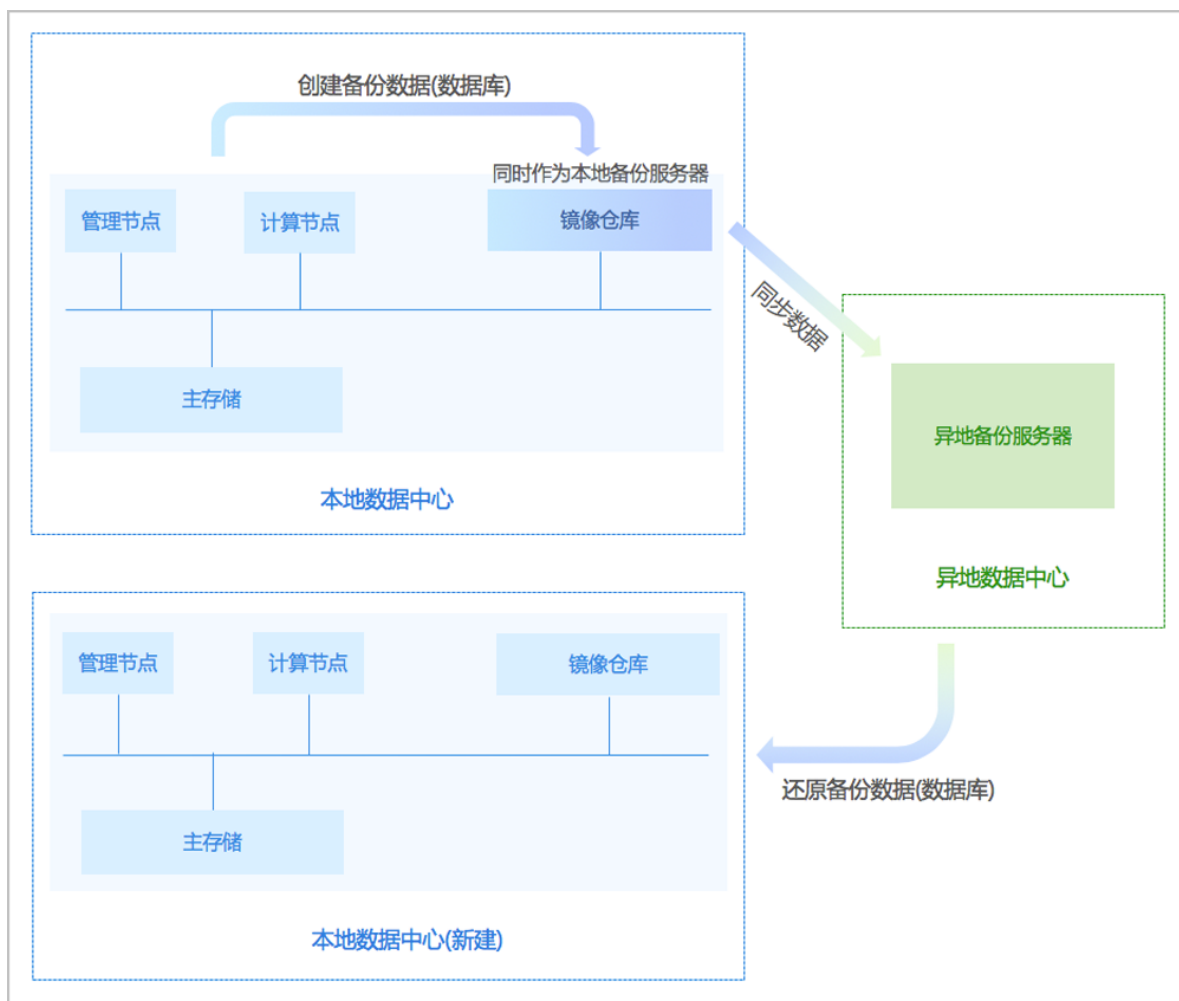 创建备份数据(数据库)
同时作为本地备份服务器
管理节点
计算节点
镜像仓库
同步数据
主存储
异地备份服务器
本地数据中心
异地数据中心
管理节点
计算节点
镜像仓库
还原备份数据(数据库)
主存储
本地数据中心(新建)